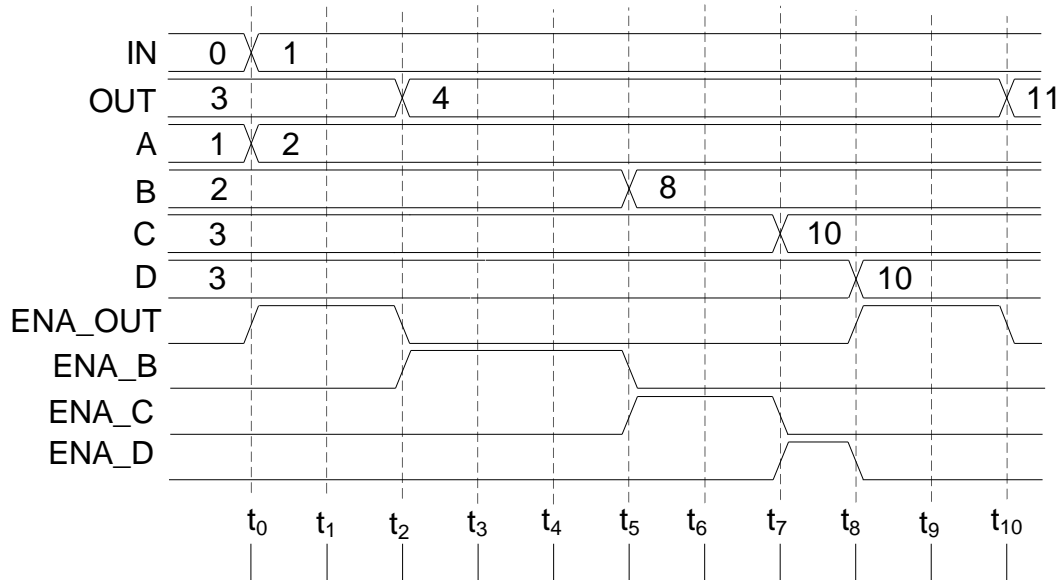 IN 0 1
OUT 3 4 11
A 1 2
B 2 8
C 3 10
D 3 10
ENA_OUT
ENA_B
ENA_C
ENA_D
t0 t1 t2 t3 t4 t5 t6 t7 t8 t9 t10